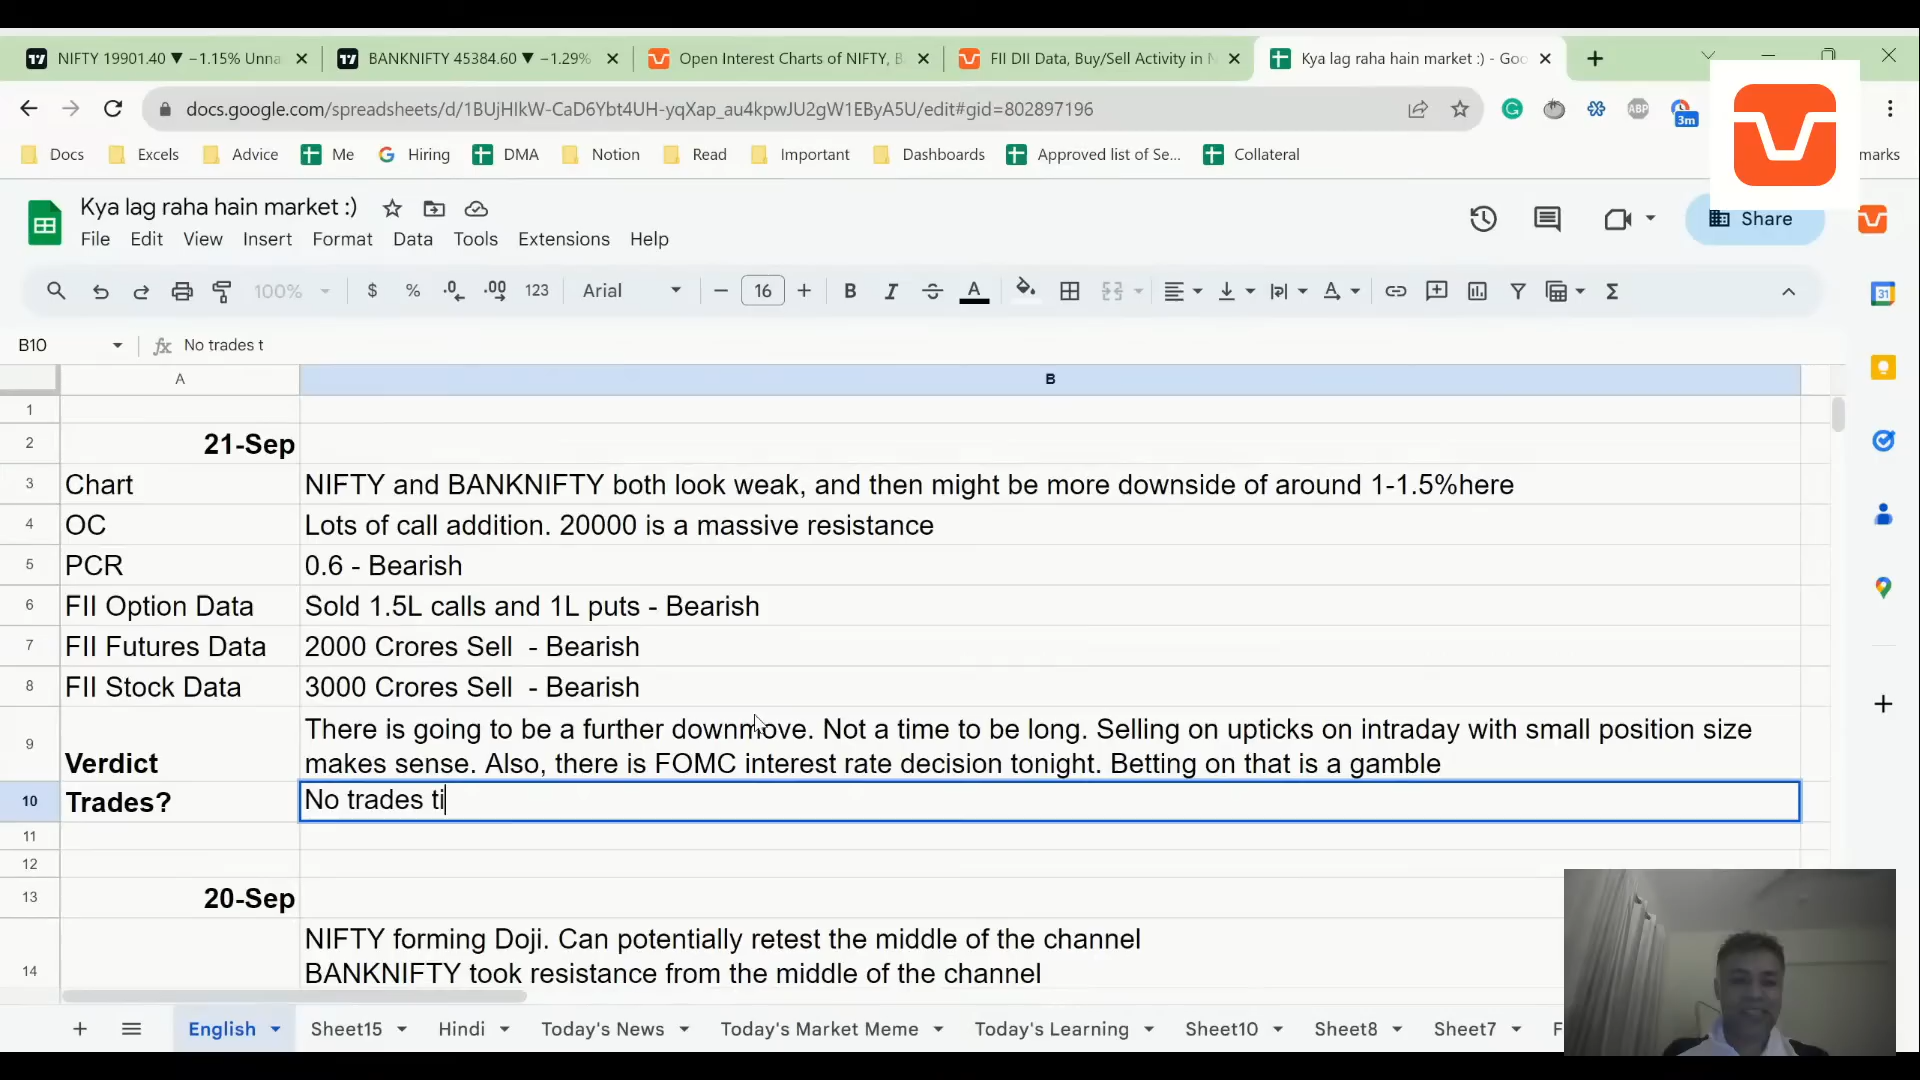 NIFTY 19901.40 ▼ −1.15% Unna
BANKNIFTY 45384.60 ▼ −1.29%
Open Interest Charts of NIFTY, B
FII DII Data, Buy/Sell Activity in N
Kya lag raha hain market :) - Goo
docs.google.com/spreadsheets/d/1BUjHIkW-CaD6Ybt4UH-yqXap_au4kpwJU2gW1EByA5U/edit#gid=802897196
ABP
3m
Docs Excels Advice Me Hiring DMA Notion Read Important Dashboards Approved list of Se... Collateral marks
Kya lag raha hain market :)
Share
File Edit View Insert Format Data Tools Extensions Help
100% $ % .0 .00 123 Arial 16 B I A Σ
31
B10 fx No trades t
A B
1
2 21-Sep
3 Chart NIFTY and BANKNIFTY both look weak, and then might be more downside of around 1-1.5%here
4 OC Lots of call addition. 20000 is a massive resistance
5 PCR 0.6 - Bearish
6 FII Option Data Sold 1.5L calls and 1L puts - Bearish
7 FII Futures Data 2000 Crores Sell - Bearish
8 FII Stock Data 3000 Crores Sell - Bearish
There is going to be a further downmove. Not a time to be long. Selling on upticks on intraday with small position size
9 Verdict makes sense. Also, there is FOMC interest rate decision tonight. Betting on that is a gamble
10 Trades? No trades ti
11
12
13 20-Sep
NIFTY forming Doji. Can potentially retest the middle of the channel
14 BANKNIFTY took resistance from the middle of the channel
English Sheet15 Hindi Today's News Today's Market Meme Today's Learning Sheet10 Sheet8 Sheet7 F